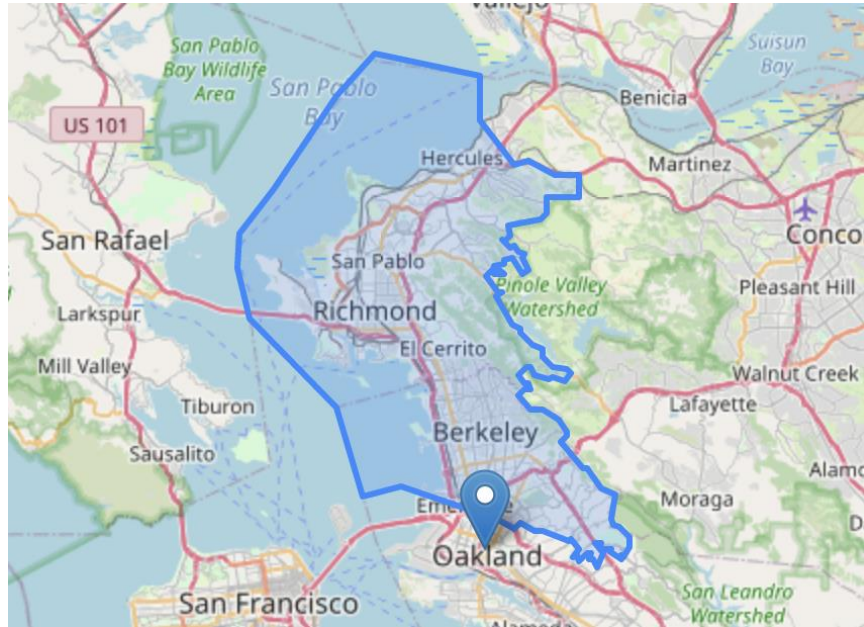 Vallejo
San Pablo
Bay Wildlife
Area
San Pablo
Bay
Suisun
Bay
Benicia
US 101
Hercules
Martinez
San Rafael
San Pablo
Conco
Pinole Valley
Watershed
Pleasant Hill
Larkspur
Richmond
El Cerrito
Mill Valley
Walnut Creek
Tiburon
Lafayette
Berkeley
Sausalito
Alamo
Moraga
Oakland
D
San Francisco
San Leandro
Watershed
Alameda